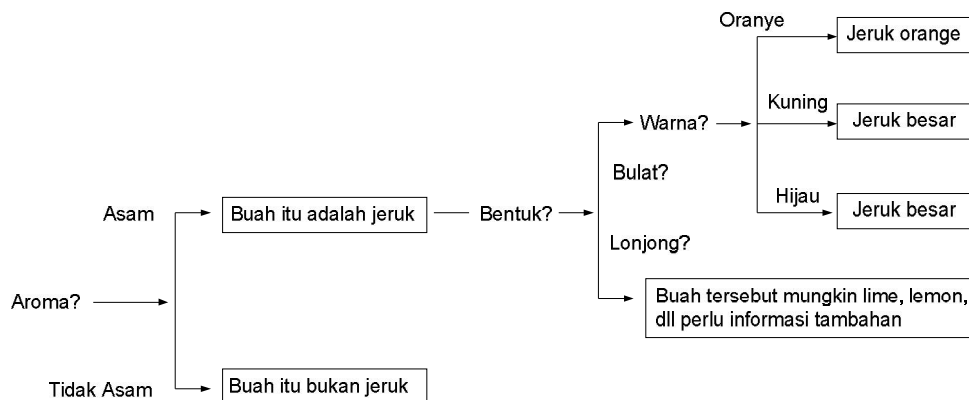 Oranye
Jeruk orange
Kuning
Warna?
Jeruk besar
Bulat?
Hijau
Jeruk besar
Asam
Buah itu adalah jeruk
Bentuk?
Lonjong?
Aroma?
Buah tersebut mungkin lime, lemon,
dll perlu informasi tambahan
Tidak Asam
Buah itu bukan jeruk